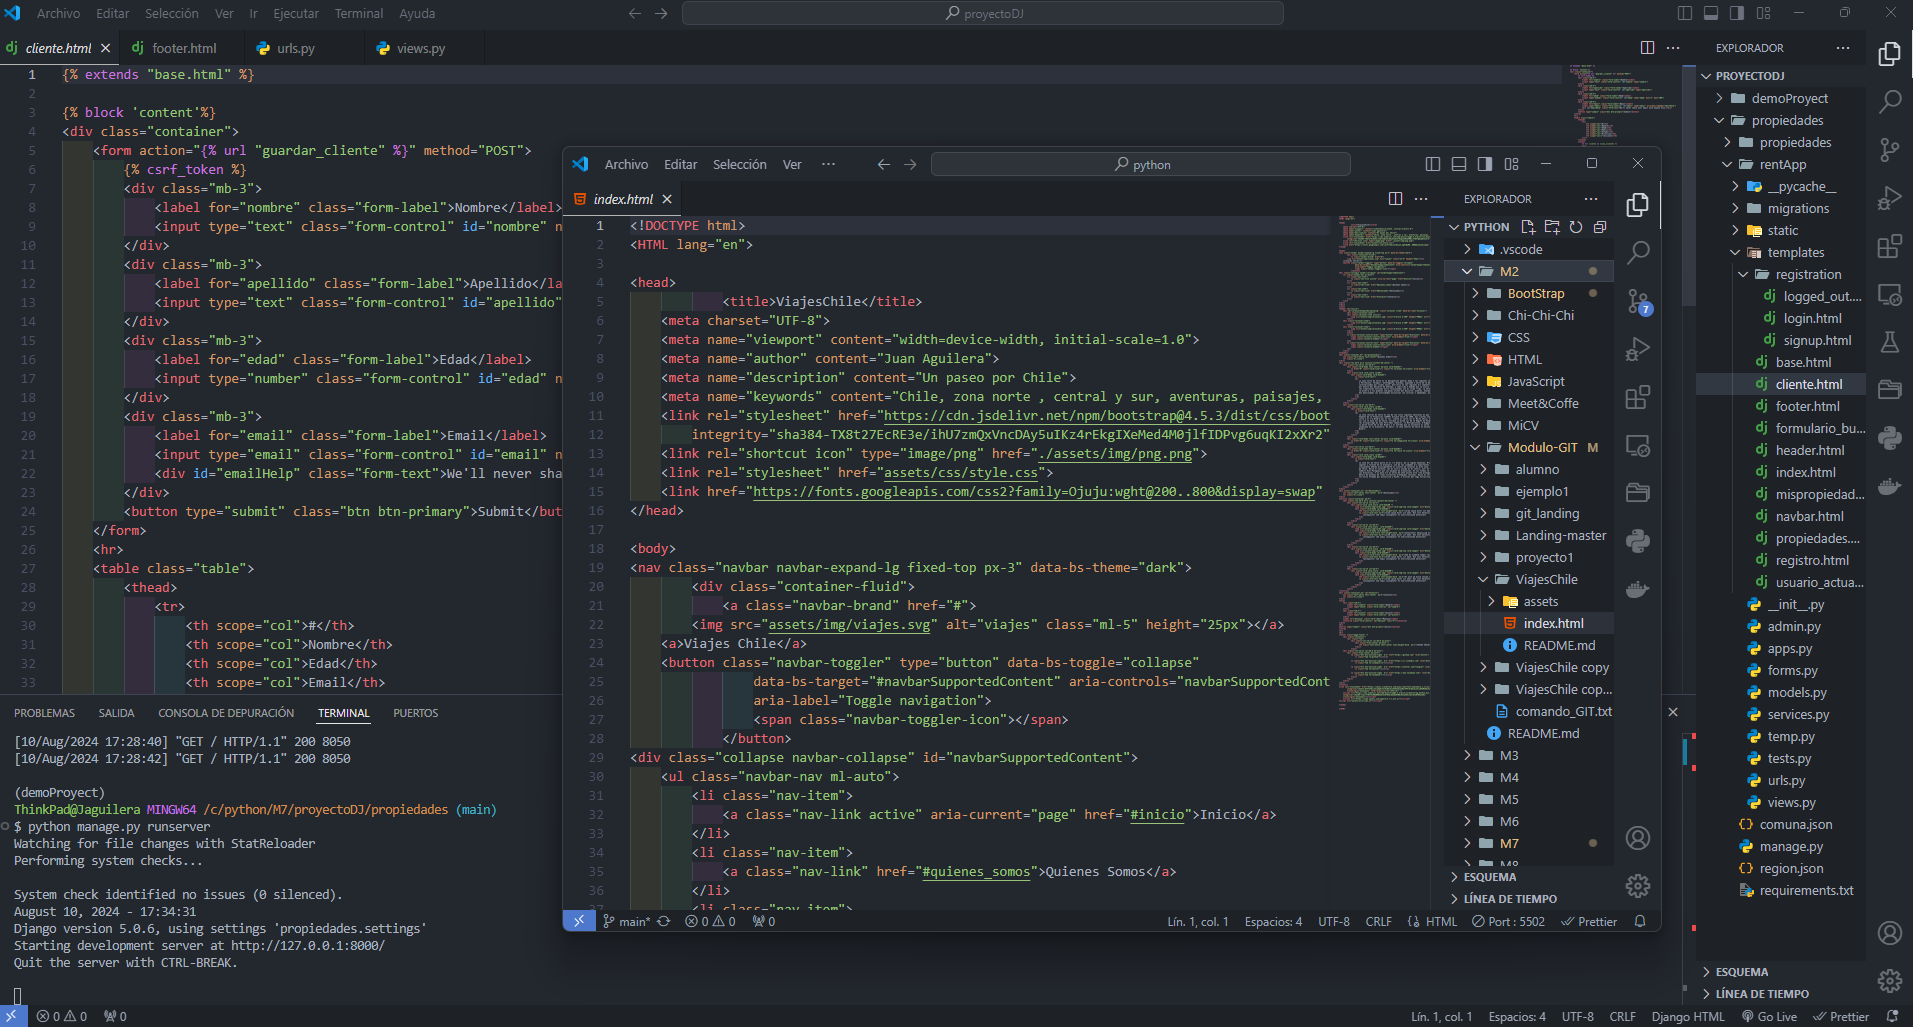 Archivo Editar Selección Ver Ir Ejecutar Terminal Ayuda
proyectoDJ
cliente.html
footer.html
urls.py
views.py
1 {% extends "base.html" %}
2
3 {% block 'content'%}
4 <div class="container">
5 <form action="{% url "guardar_cliente" %}" method="POST">
6 {% csrf_token %}
7 <div class="mb-3">
8 <label for="nombre" class="form-label">Nombre</label>
9 <input type="text" class="form-control" id="nombre" n
10 </div>
11 <div class="mb-3">
12 <label for="apellido" class="form-label">Apellido</la
13 <input type="text" class="form-control" id="apellido"
14 </div>
15 <div class="mb-3">
16 <label for="edad" class="form-label">Edad</label>
17 <input type="number" class="form-control" id="edad" n
18 </div>
19 <div class="mb-3">
20 <label for="email" class="form-label">Email</label>
21 <input type="email" class="form-control" id="email" n
22 <div id="emailHelp" class="form-text">We'll never sha
23 </div>
24 <button type="submit" class="btn btn-primary">Submit</but
25 </form>
26 <hr>
27 <table class="table">
28 <thead>
29 <tr>
30 <th scope="col">#</th>
31 <th scope="col">Nombre</th>
32 <th scope="col">Edad</th>
33 <th scope="col">Email</th>
PROBLEMAS SALIDA CONSOLA DE DEPURACIÓN TERMINAL PUERTOS
[10/Aug/2024 17:28:40] "GET / HTTP/1.1" 200 8050
[10/Aug/2024 17:28:42] "GET / HTTP/1.1" 200 8050
(demoProyect)
ThinkPad@Jaguilera MINGW64 /c/python/M7/proyectoDJ/propiedades (main)
$ python manage.py runserver
Watching for file changes with StatReloader
Performing system checks...
System check identified no issues (0 silenced).
August 10, 2024 - 17:34:31
Django version 5.0.6, using settings 'propiedades.settings'
Starting development server at http://127.0.0.1:8000/
Quit the server with CTRL-BREAK.
0 0 0
Lín. 1, col. 1 Espacios: 4 UTF-8 CRLF Django HTML Go Live Prettier
Archivo Editar Selección Ver ···
python
index.html
1 <!DOCTYPE html>
2 <HTML lang="en">
3
4 <head>
5 <title>ViajesChile</title>
6 <meta charset="UTF-8">
7 <meta name="viewport" content="width=device-width, initial-scale=1.0">
8 <meta name="author" content="Juan Aguilera">
9 <meta name="description" content="Un paseo por Chile">
10 <meta name="keywords" content="Chile, zona norte , central y sur, aventuras, paisajes,
11 <link rel="stylesheet" href="https://cdn.jsdelivr.net/npm/bootstrap@4.5.3/dist/css/boot
12 integrity="sha384-TX8t27EcRE3e/ihU7zmQxVncDAy5uIKz4rEkgIXeMed4M0jlfIDPvg6uqKI2xXr2"
13 <link rel="shortcut icon" type="image/png" href="./assets/img/png.png">
14 <link rel="stylesheet" href="assets/css/style.css">
15 <link href="https://fonts.googleapis.com/css2?family=Ojuju:wght@200..800&display=swap"
16 </head>
17
18 <body>
19 <nav class="navbar navbar-expand-lg fixed-top px-3" data-bs-theme="dark">
20 <div class="container-fluid">
21 <a class="navbar-brand" href="#">
22 <img src="assets/img/viajes.svg" alt="viajes" class="ml-5" height="25px"></a>
23 <a>Viajes Chile</a>
24 <button class="navbar-toggler" type="button" data-bs-toggle="collapse"
25 data-bs-target="#navbarSupportedContent" aria-controls="navbarSupportedCont
26 aria-label="Toggle navigation">
27 <span class="navbar-toggler-icon"></span>
28 </button>
29 <div class="collapse navbar-collapse" id="navbarSupportedContent">
30 <ul class="navbar-nav ml-auto">
31 <li class="nav-item">
32 <a class="nav-link active" aria-current="page" href="#inicio">Inicio</a>
33 </li>
34 <li class="nav-item">
35 <a class="nav-link" href="#quienes_somos">Quienes Somos</a>
36 </li>
37 <li class="nav-item">
EXPLORADOR ···
PYTHON
.vscode
M2
BootStrap
Chi-Chi-Chi
CSS
HTML
JavaScript
Meet&Coffe
MiCV
Modulo-GIT M
alumno
ejemplo1
git_landing
Landing-master
proyecto1
ViajesChile
assets
index.html
README.md
ViajesChile copy
ViajesChile cop...
comando_GIT.txt
README.md
M3
M4
M5
M6
M7
M8
ESQUEMA
LÍNEA DE TIEMPO
7
main* 0 0 0
Lín. 1, col. 1 Espacios: 4 UTF-8 CRLF HTML Port : 5502 Prettier
EXPLORADOR ···
PROYECTODJ
demoProyect
propiedades
propiedades
rentApp
__pycache__
migrations
static
templates
registration
logged_out....
login.html
signup.html
base.html
cliente.html
footer.html
formulario_bu...
header.html
index.html
mispropiedad...
navbar.html
propiedades....
registro.html
usuario_actua...
__init__.py
admin.py
apps.py
forms.py
models.py
services.py
temp.py
tests.py
urls.py
views.py
comuna.json
manage.py
region.json
requirements.txt
ESQUEMA
LÍNEA DE TIEMPO